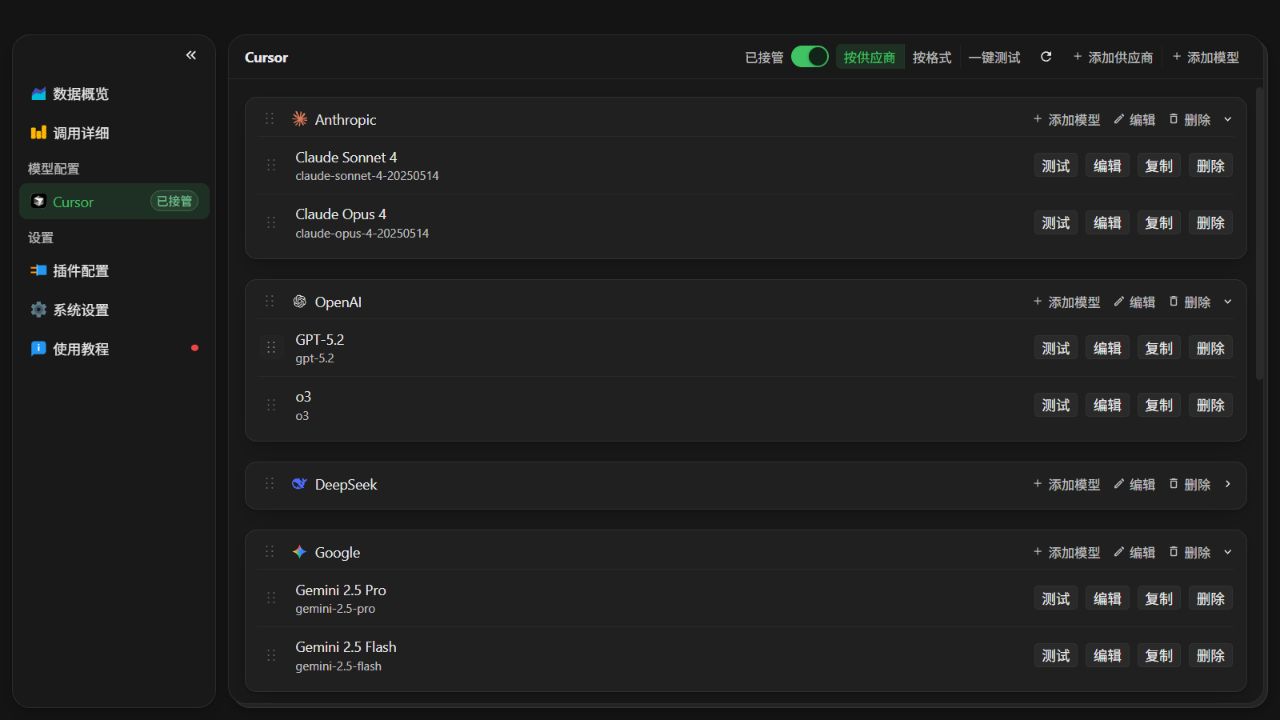 «
数据概览
调用详细
模型配置
Cursor 已接管
设置
插件配置
系统设置
使用教程
Cursor 已接管 按供应商 按格式 一键测试 + 添加供应商 + 添加模型
Anthropic + 添加模型 编辑 删除
Claude Sonnet 4
claude-sonnet-4-20250514
测试 编辑 复制 删除
Claude Opus 4
claude-opus-4-20250514
测试 编辑 复制 删除
OpenAI + 添加模型 编辑 删除
GPT-5.2
gpt-5.2
测试 编辑 复制 删除
o3
o3
测试 编辑 复制 删除
DeepSeek + 添加模型 编辑 删除
Google + 添加模型 编辑 删除
Gemini 2.5 Pro
gemini-2.5-pro
测试 编辑 复制 删除
Gemini 2.5 Flash
gemini-2.5-flash
测试 编辑 复制 删除